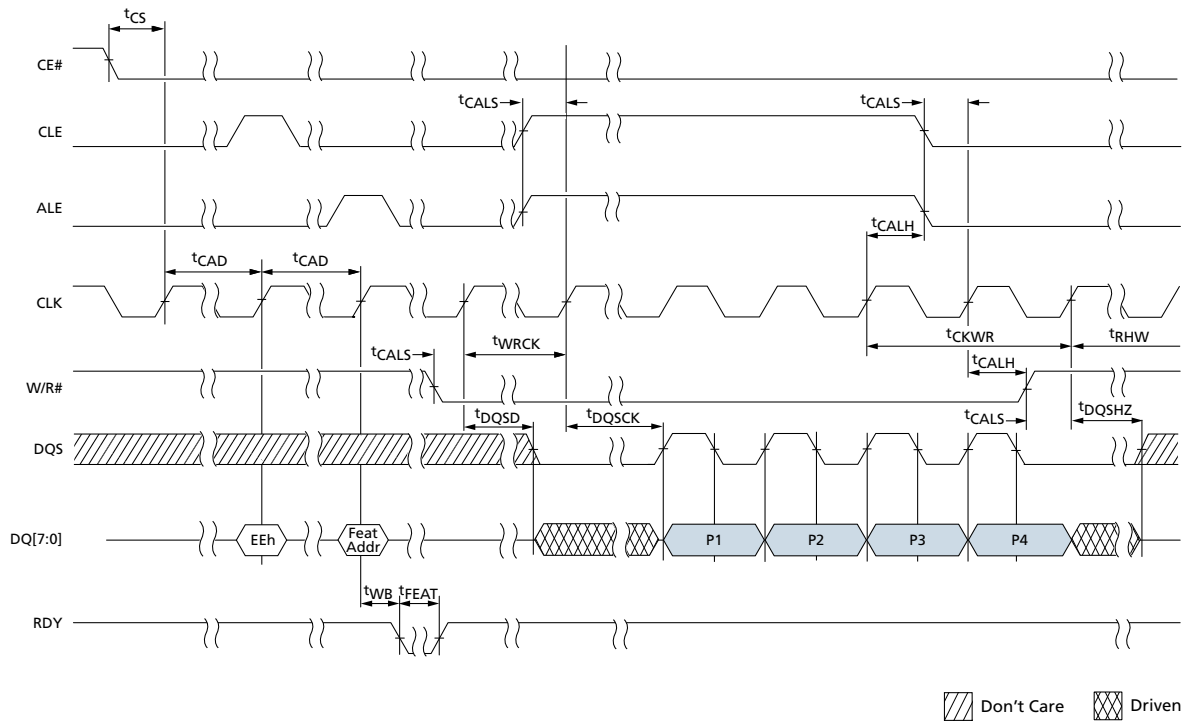 tCS
CE#
tCALS tCALS
CLE
ALE
tCALH
tCAD tCAD
CLK
tWRCK tCKWR tRHW
tCALS tCALH
W/R#
tDQSD tDQSCK tCALS tDQSHZ
DQS
DQ[7:0] EEh Feat Addr P1 P2 P3 P4
tWB tFEAT
RDY
Don't Care Driven